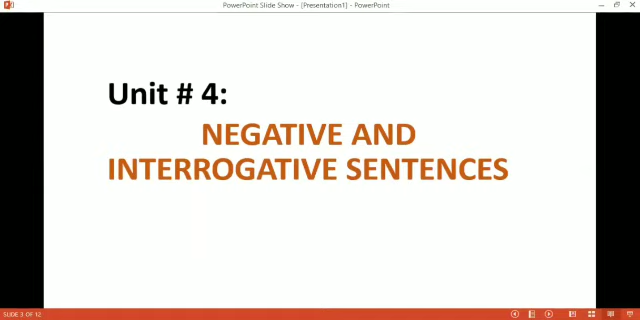 PowerPoint Slide Show - [Presentation1] - PowerPoint
Unit # 4:
NEGATIVE AND
INTERROGATIVE SENTENCES
SLIDE 3 OF 12